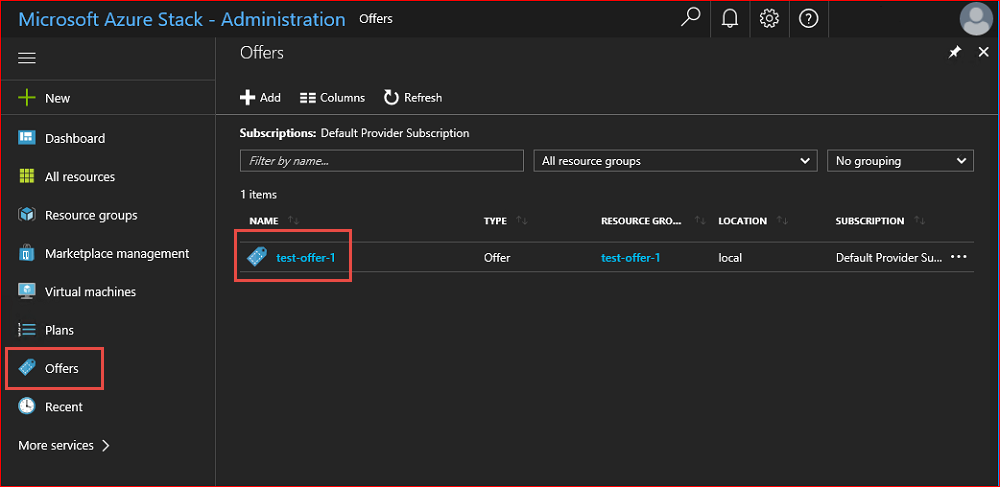 Microsoft Azure Stack - Administration Offers
Offers
New
Add Columns Refresh
Dashboard
Subscriptions: Default Provider Subscription
Filter by name... All resource groups No grouping
All resources
1 items
Resource groups
NAME TYPE RESOURCE GRO... LOCATION SUBSCRIPTION
Marketplace management
test-offer-1 Offer test-offer-1 local Default Provider Su... ...
Virtual machines
Plans
Offers
Recent
More services